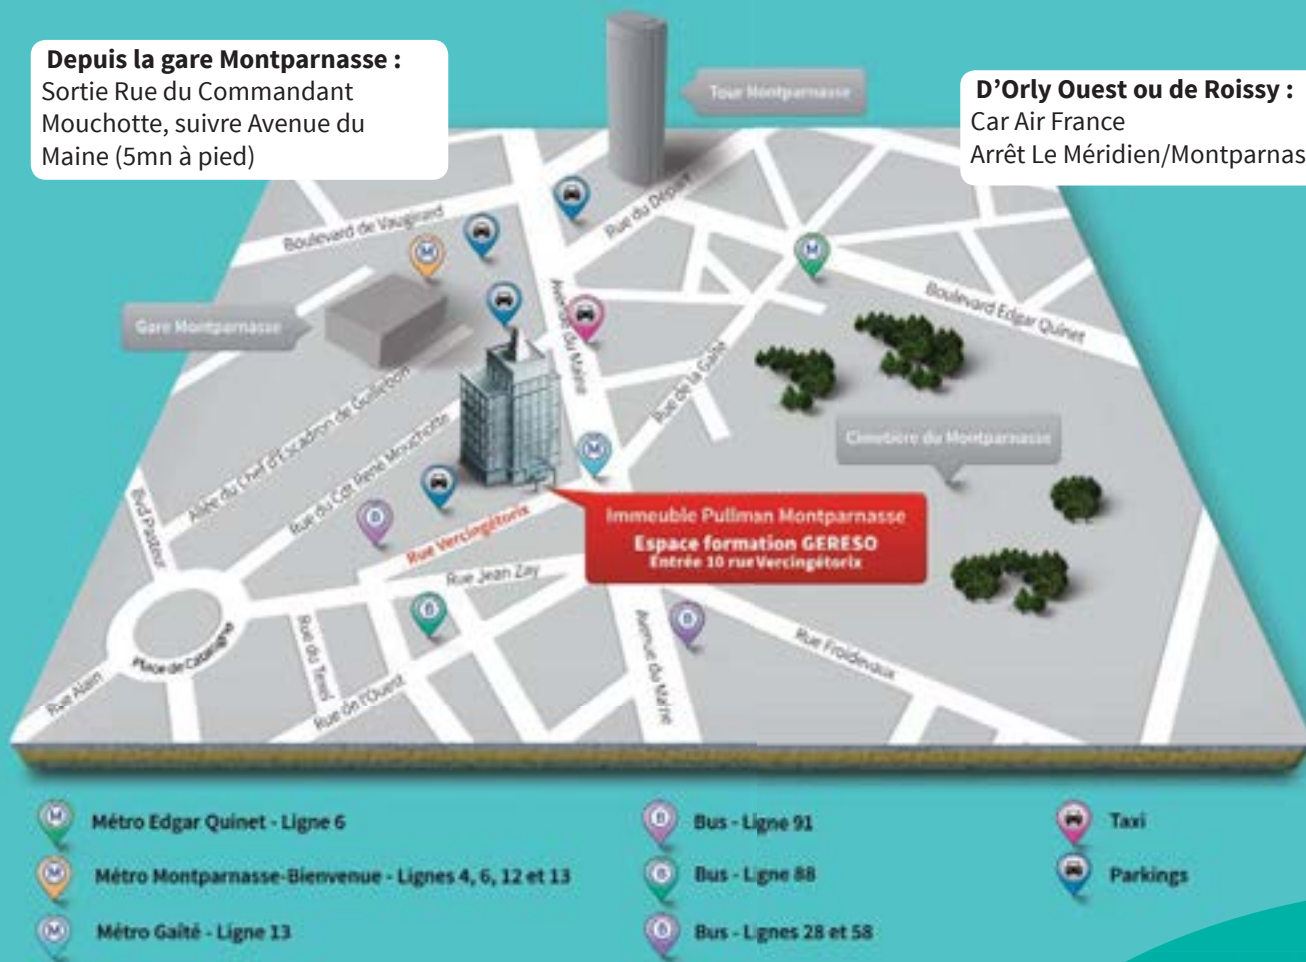 Depuis la gare Montparnasse :
Sortie Rue du Commandant
Mouchotte, suivre Avenue du
Maine (5mn à pied)
D'Orly Ouest ou de Roissy :
Car Air France
Arrêt Le Méridien/Montparnas
Tour Montparnasse
Rue du Départ
Boulevard de Vaugirard
M
M
Boulevard Edgar Quinet
Gare Montparnasse
Avenue du Maine
Rue de la Gaîté
Allée du Chef d'Escadron de Guillebon
Rue du Cdt René Mouchotte
Cimetière du Montparnasse
M
Bvd Pasteur
B
Rue Vercingétorix
Immeuble Pullman Montparnasse
Espace formation GERESO
Entrée 10 rue Vercingétorix
Rue Jean Zay
B
B
Place de Catalogne
Rue du Texel
Avenue du Maine
Rue Froidevaux
Rue Alain
Rue de l'Ouest
M Métro Edgar Quinet - Ligne 6
M Métro Montparnasse-Bienvenue - Lignes 4, 6, 12 et 13
M Métro Gaîté - Ligne 13
B Bus - Ligne 91
B Bus - Ligne 88
B Bus - Lignes 28 et 58
Taxi
Parkings